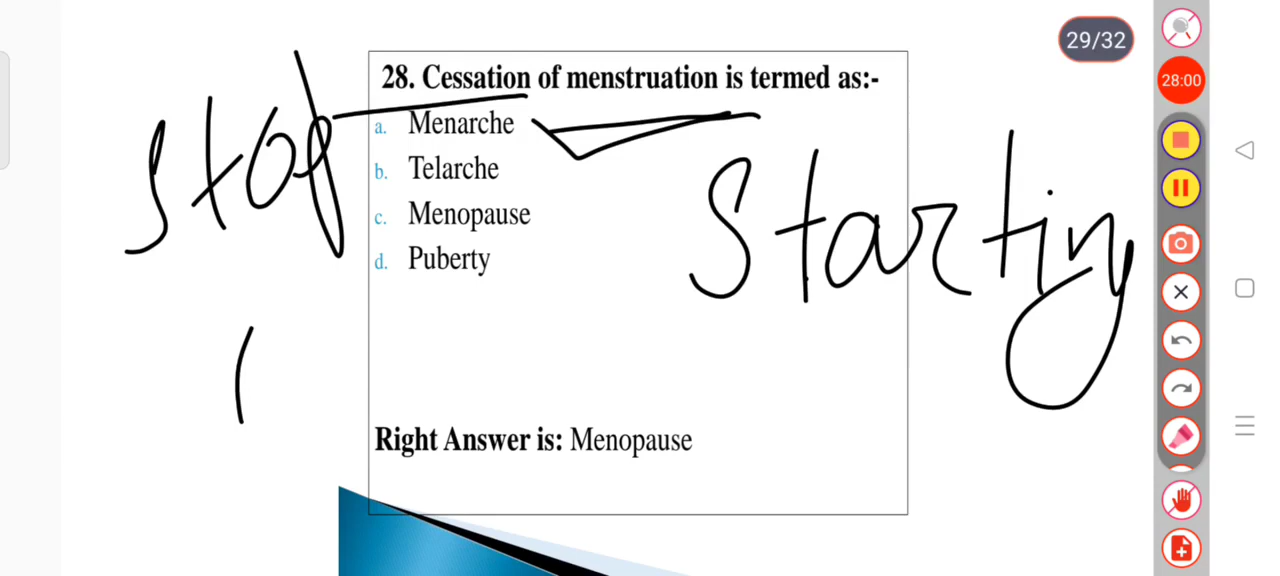 29/32
28:00
28. Cessation of menstruation is termed as:-
stop
a. Menarche
b. Telarche
c. Menopause
Starting
d. Puberty
Right Answer is: Menopause